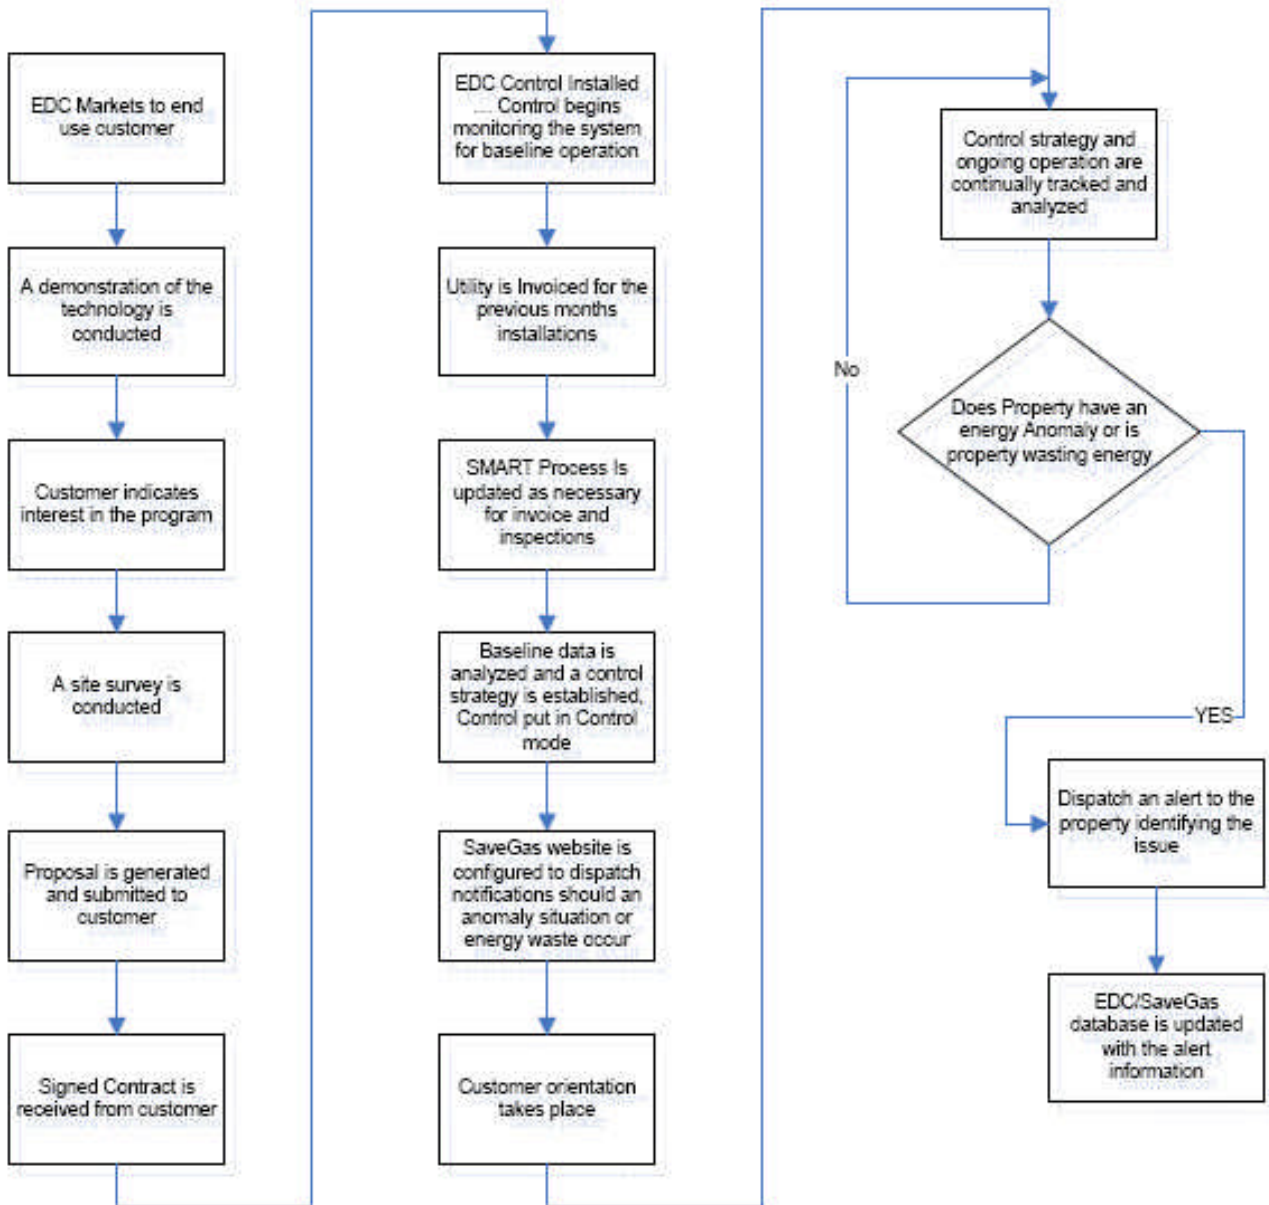 EDC Markets to end
use customer
A demonstration of the
technology is
conducted
Customer indicates
interest in the program
A site survey is
conducted
Proposal is generated
and submitted to
customer
Signed Contract is
received from customer
EDC Control Installed
.... Control begins
monitoring the system
for baseline operation
Utility is Invoiced for the
previous months
installations
SMART Process Is
updated as necessary
for invoice and
inspections
Baseline data is
analyzed and a control
strategy is established,
Control put in Control
mode
SaveGas website is
configured to dispatch
notifications should an
anomaly situation or
energy waste occur
Customer orientation
takes place
Control strategy and
ongoing operation are
continually tracked and
analyzed
Does Property have an
energy Anomaly or is
property wasting energy
No
YES
Dispatch an alert to the
property identifying the
issue
EDC/SaveGas
database is updated
with the alert
information